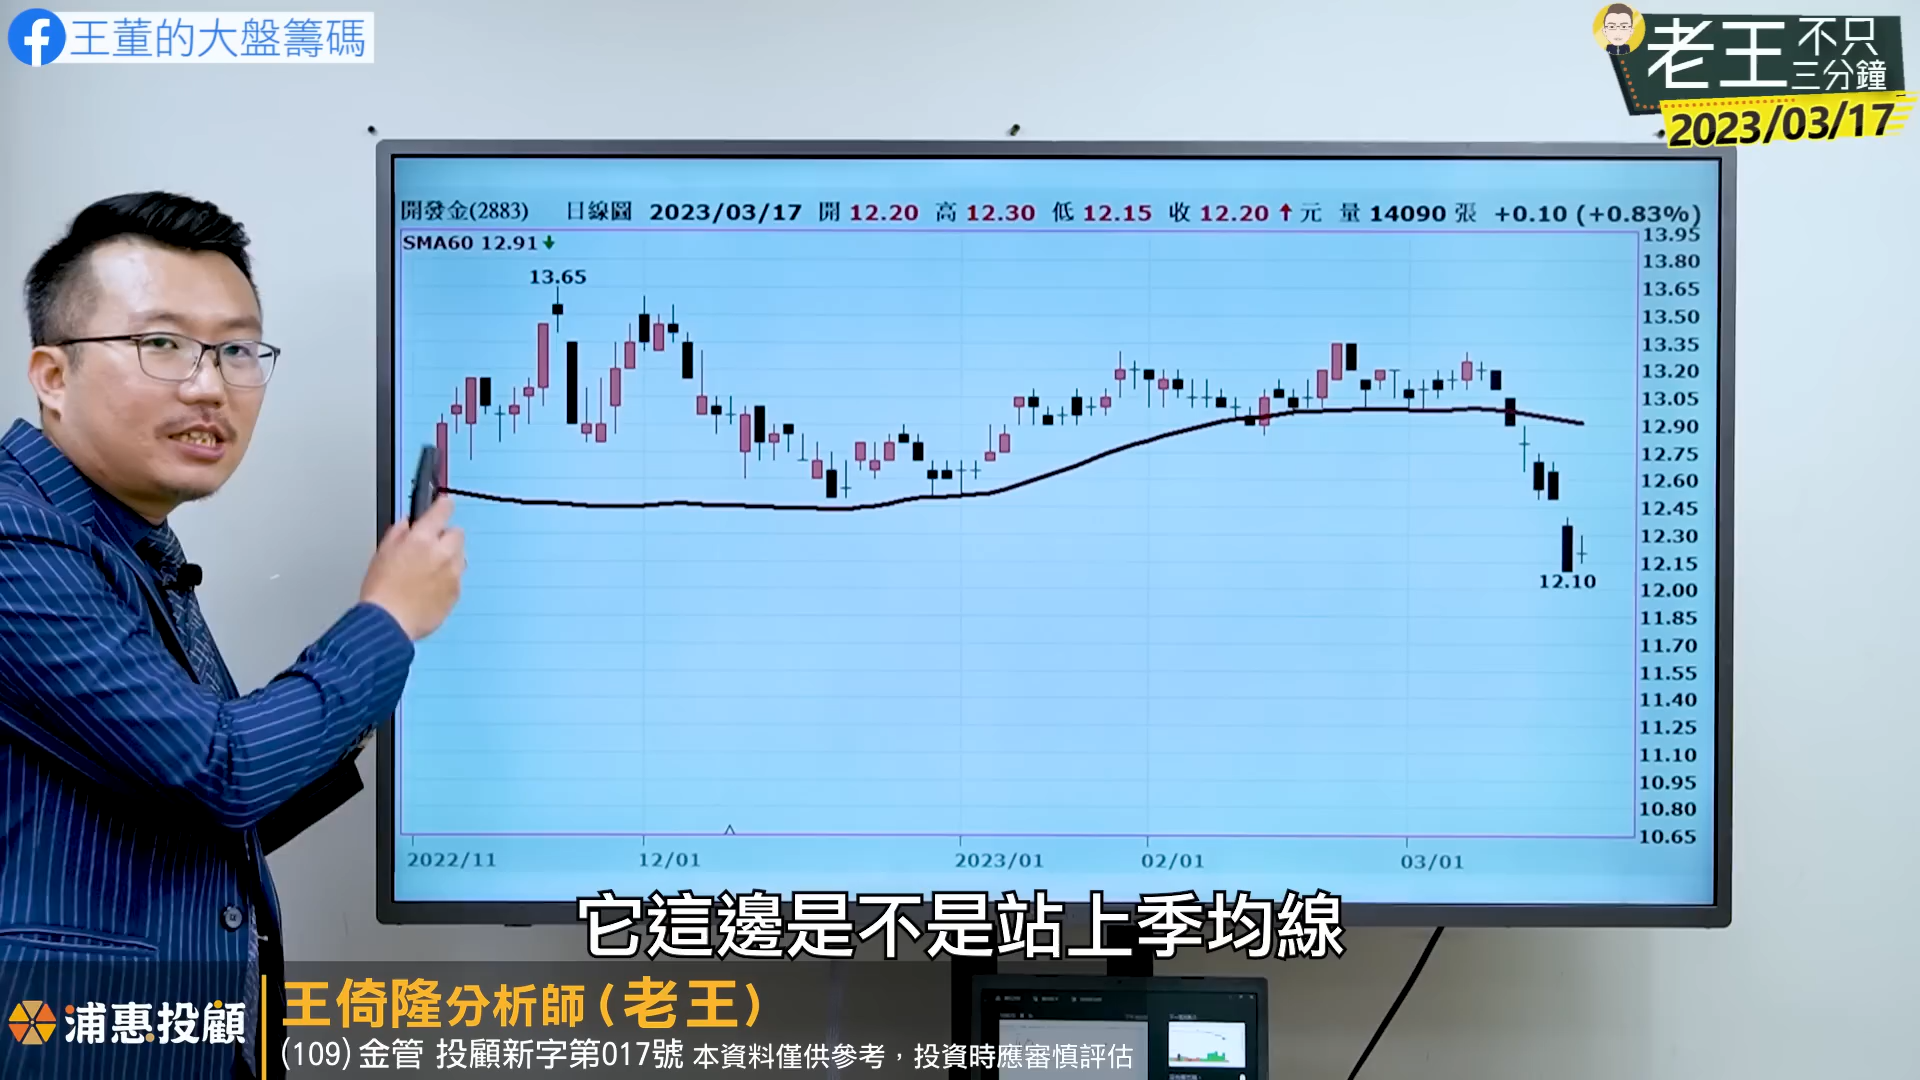 王董的大盤籌碼
老王 不只
三分鐘
2023/03/17
開發金(2883) 日線圖 2023/03/17 開 12.20 高 12.30 低 12.15 收 12.20↑元 量 14090 張 +0.10 (+0.83%)
SMA60 12.91↓
13.95
13.80
13.65
13.65
13.50
13.35
13.20
13.05
12.90
12.75
12.60
12.45
12.30
12.15
12.10
12.00
11.85
11.70
11.55
11.40
11.25
11.10
10.95
10.80
10.65
2022/11 12/01 2023/01 02/01 03/01
它這邊是不是站上季均線
浦惠投顧
王倚隆分析師(老王)
(109)金管 投顧新字第017號 本資料僅供參考，投資時應審慎評估